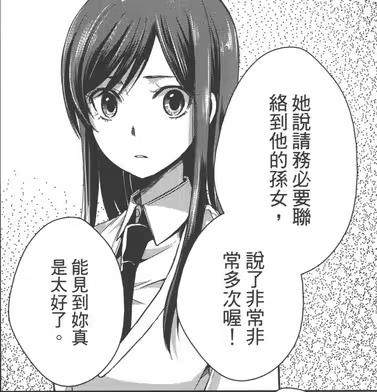 她說請務必要聯
絡到他的孫女，
說了非常非
常多次喔！
能見到妳真
是太好了。